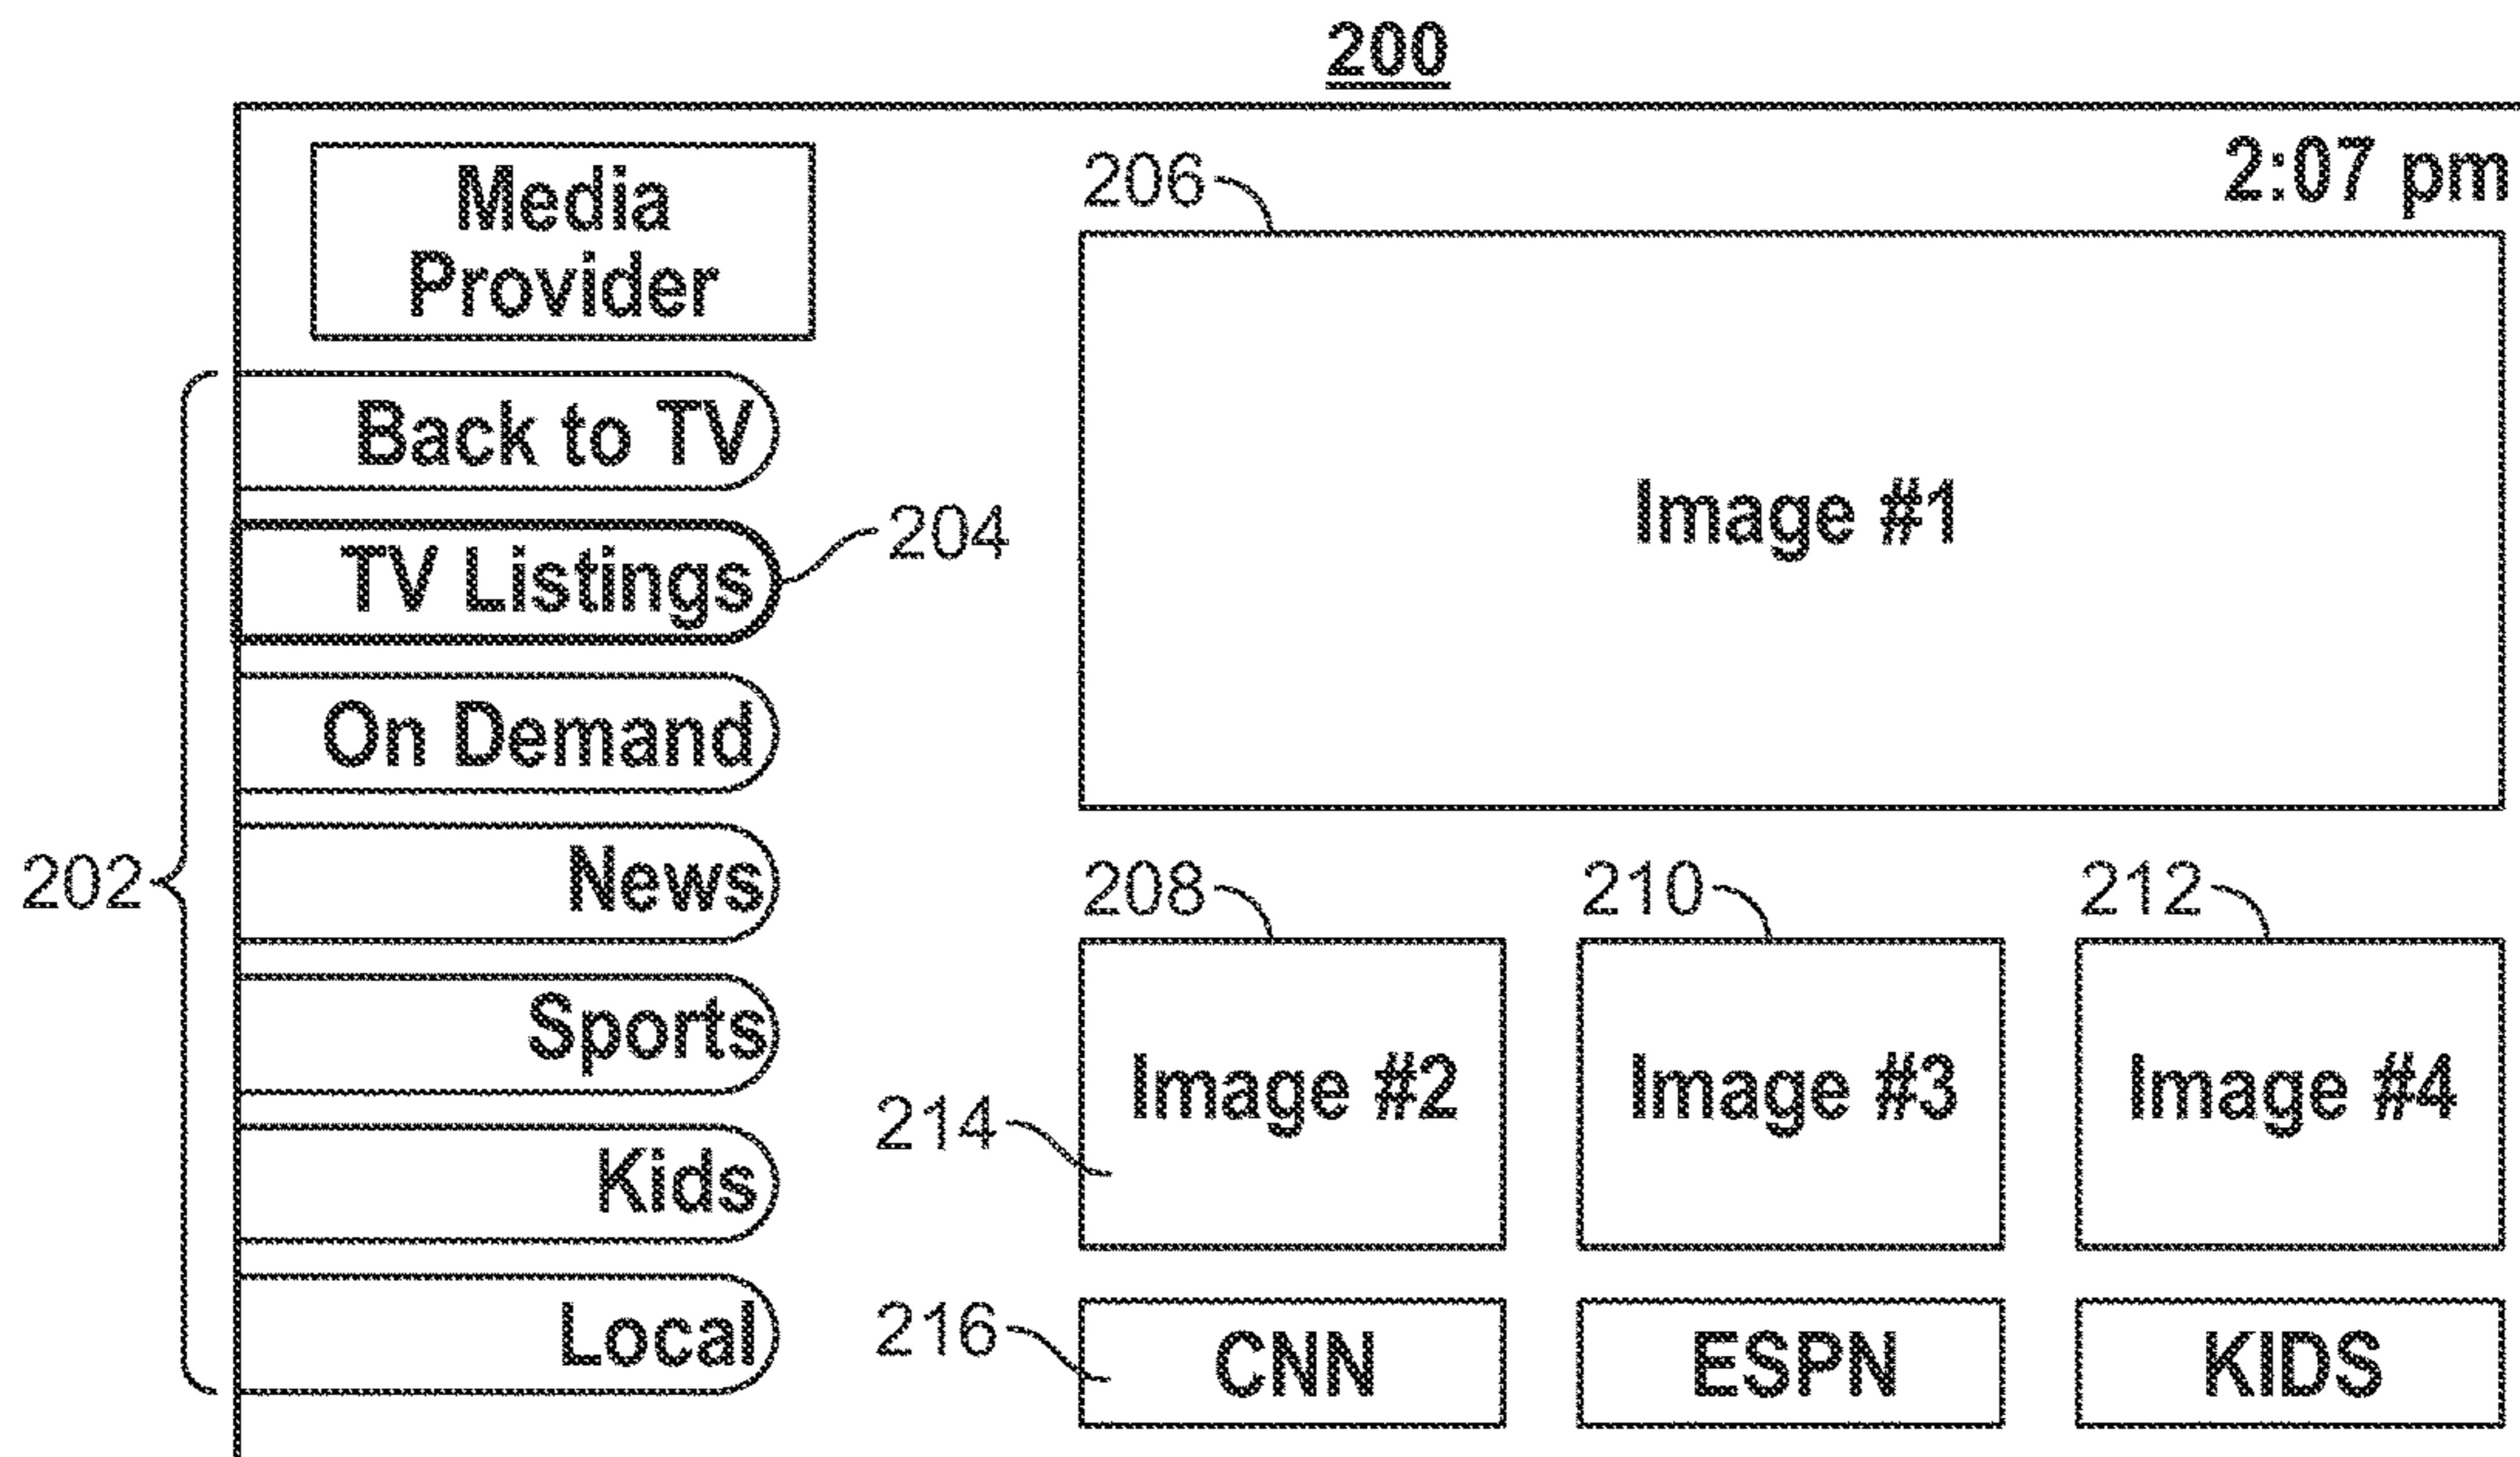 200
2:07 pm
Media
Provider
206
Back to TV
Image #1
TV Listings
204
On Demand
202
News
208
210
212
Sports
Image #2
Image #3
Image #4
214
Kids
Local
216
CNN
ESPN
KIDS